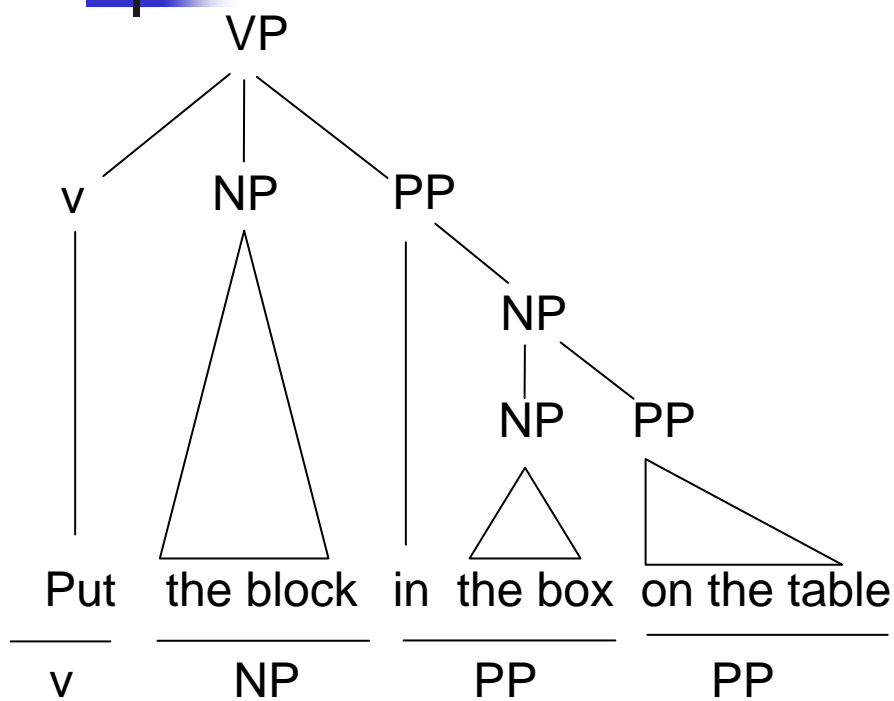 VP
v NP PP
NP
NP PP
Put the block in the box on the table
v NP PP PP